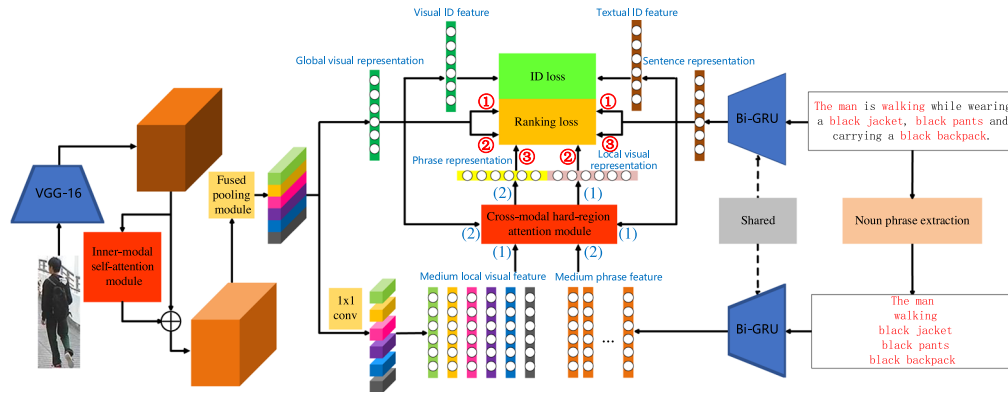 Visual ID feature
Textual ID feature
Global visual representation
Sentence representation
ID loss
Ranking loss
①
①
②
③
Phrase representation
③
②
Local visual
representation
Bi-GRU
The man is walking while wearing
a black jacket, black pants and
carrying a black backpack.
VGG-16
Fused
pooling
module
(2)
(1)
Cross-modal hard-region
attention module
(2)
(1)
(1)
(2)
Shared
Noun phrase extraction
Inner-modal
self-attention
module
Medium local visual feature
Medium phrase feature
1x1
conv
...
Bi-GRU
The man
walking
black jacket
black pants
black backpack